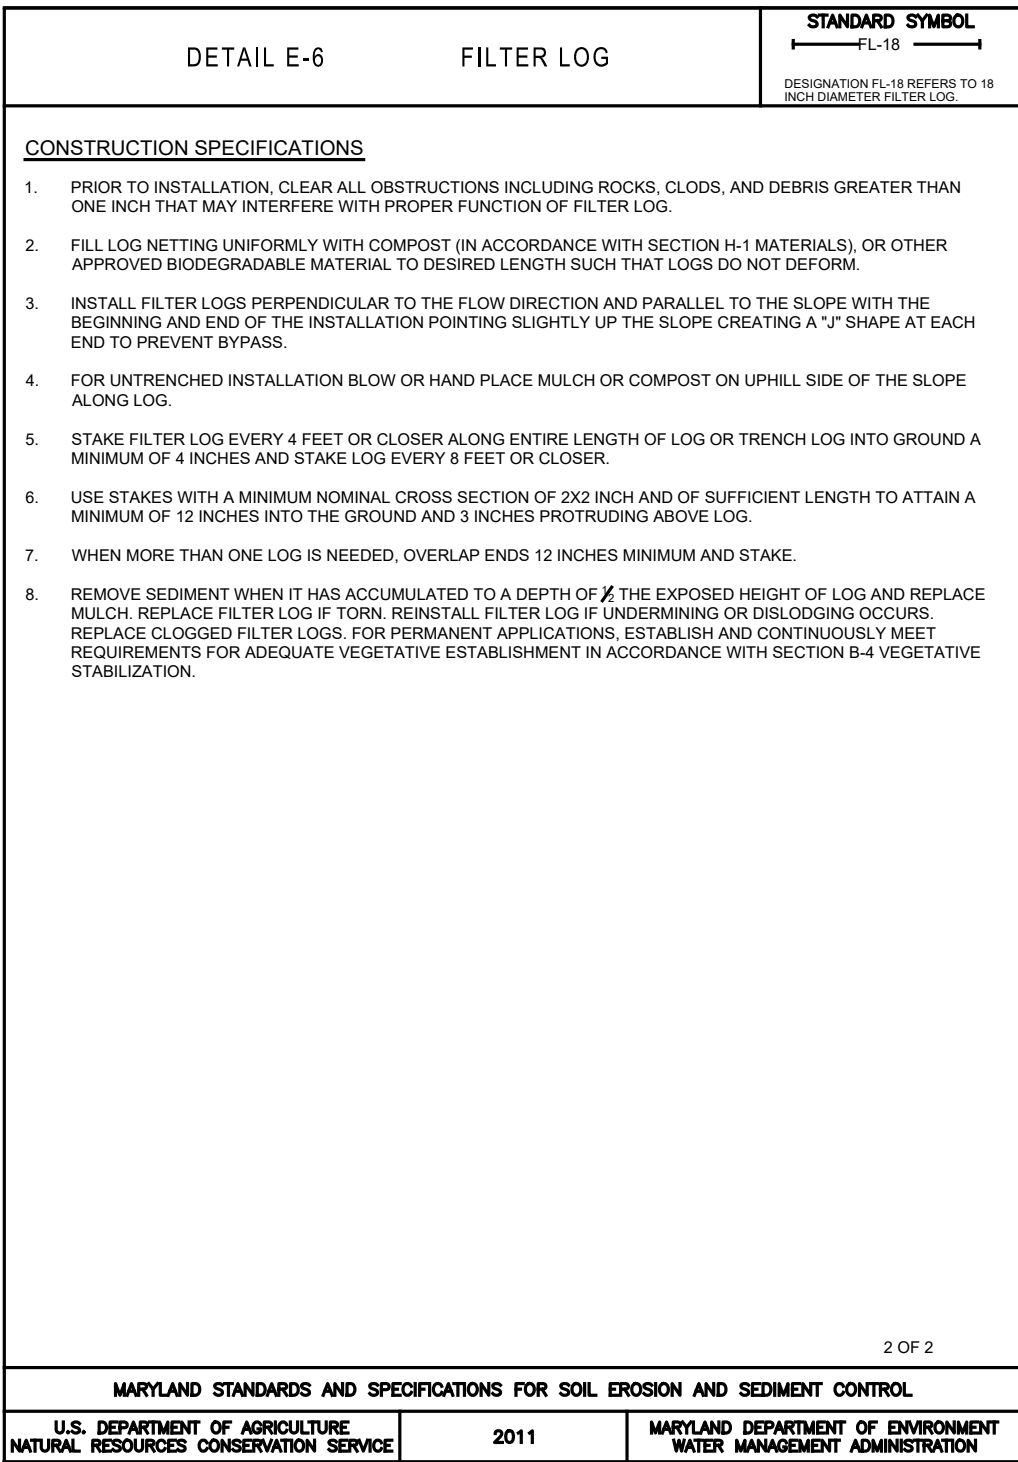 DETAIL E-6 FILTER LOG
STANDARD SYMBOL
FL-18
DESIGNATION FL-18 REFERS TO 18
INCH DIAMETER FILTER LOG.
CONSTRUCTION SPECIFICATIONS
1. PRIOR TO INSTALLATION, CLEAR ALL OBSTRUCTIONS INCLUDING ROCKS, CLODS, AND DEBRIS GREATER THAN
ONE INCH THAT MAY INTERFERE WITH PROPER FUNCTION OF FILTER LOG.
2. FILL LOG NETTING UNIFORMLY WITH COMPOST (IN ACCORDANCE WITH SECTION H-1 MATERIALS), OR OTHER
APPROVED BIODEGRADABLE MATERIAL TO DESIRED LENGTH SUCH THAT LOGS DO NOT DEFORM.
3. INSTALL FILTER LOGS PERPENDICULAR TO THE FLOW DIRECTION AND PARALLEL TO THE SLOPE WITH THE
BEGINNING AND END OF THE INSTALLATION POINTING SLIGHTLY UP THE SLOPE CREATING A "J" SHAPE AT EACH
END TO PREVENT BYPASS.
4. FOR UNTRENCHED INSTALLATION BLOW OR HAND PLACE MULCH OR COMPOST ON UPHILL SIDE OF THE SLOPE
ALONG LOG.
5. STAKE FILTER LOG EVERY 4 FEET OR CLOSER ALONG ENTIRE LENGTH OF LOG OR TRENCH LOG INTO GROUND A
MINIMUM OF 4 INCHES AND STAKE LOG EVERY 8 FEET OR CLOSER.
6. USE STAKES WITH A MINIMUM NOMINAL CROSS SECTION OF 2X2 INCH AND OF SUFFICIENT LENGTH TO ATTAIN A
MINIMUM OF 12 INCHES INTO THE GROUND AND 3 INCHES PROTRUDING ABOVE LOG.
7. WHEN MORE THAN ONE LOG IS NEEDED, OVERLAP ENDS 12 INCHES MINIMUM AND STAKE.
8. REMOVE SEDIMENT WHEN IT HAS ACCUMULATED TO A DEPTH OF ½ THE EXPOSED HEIGHT OF LOG AND REPLACE
MULCH. REPLACE FILTER LOG IF TORN. REINSTALL FILTER LOG IF UNDERMINING OR DISLODGING OCCURS.
REPLACE CLOGGED FILTER LOGS. FOR PERMANENT APPLICATIONS, ESTABLISH AND CONTINUOUSLY MEET
REQUIREMENTS FOR ADEQUATE VEGETATIVE ESTABLISHMENT IN ACCORDANCE WITH SECTION B-4 VEGETATIVE
STABILIZATION.
2 OF 2
MARYLAND STANDARDS AND SPECIFICATIONS FOR SOIL EROSION AND SEDIMENT CONTROL
U.S. DEPARTMENT OF AGRICULTURE
NATURAL RESOURCES CONSERVATION SERVICE
2011
MARYLAND DEPARTMENT OF ENVIRONMENT
WATER MANAGEMENT ADMINISTRATION